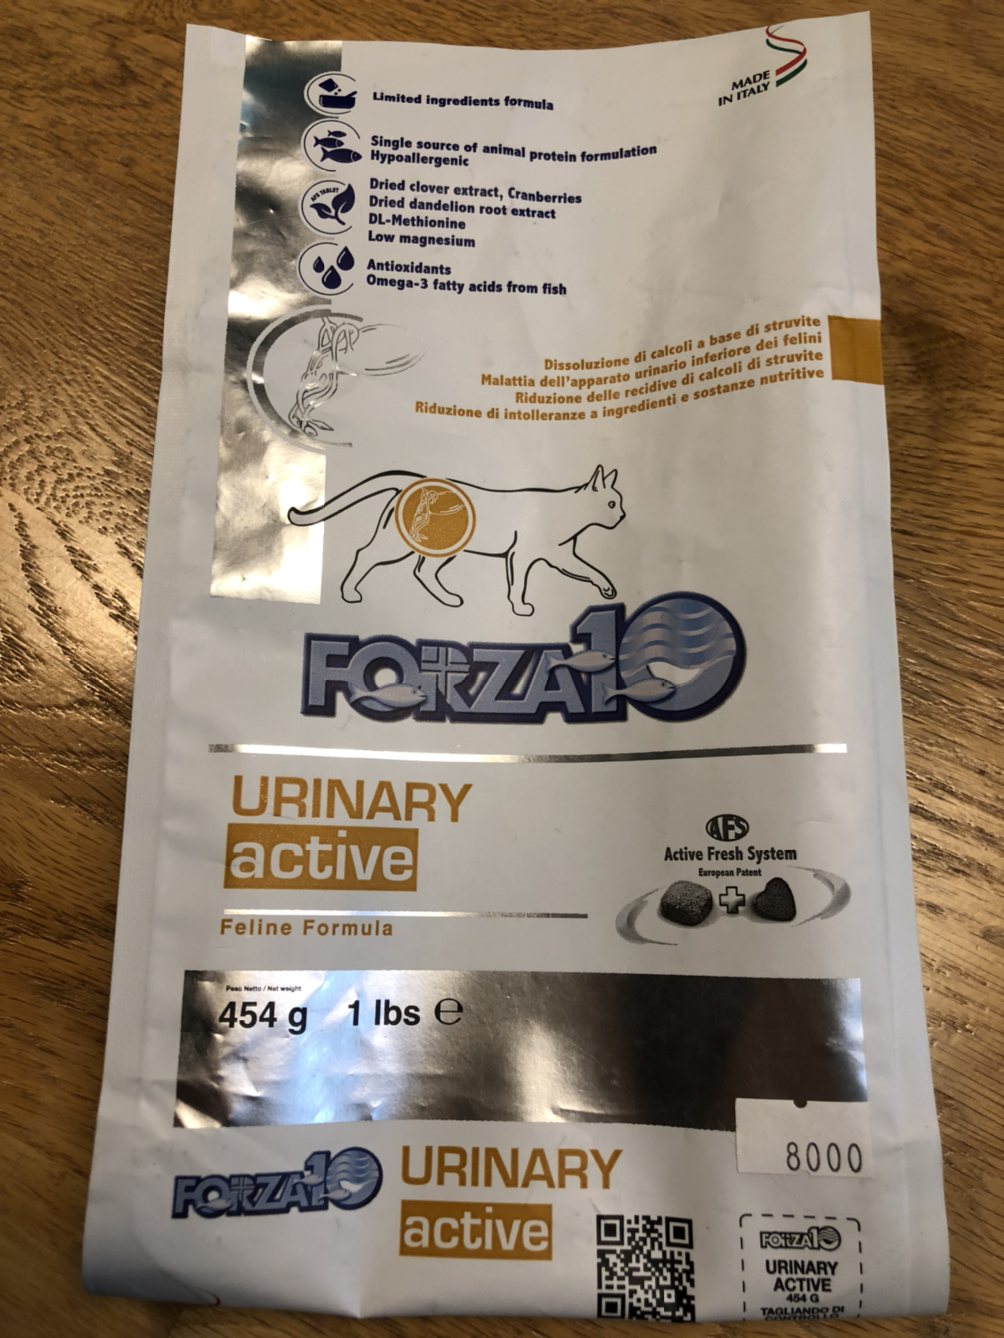 MADE
IN ITALY
Limited ingredients formula
Single source of animal protein formulation
Hypoallergenic
AFS TABLET
Dried clover extract, Cranberries
Dried dandelion root extract
DL-Methionine
Low magnesium
Antioxidants
Omega-3 fatty acids from fish
Dissoluzione di calcoli a base di struvite
Malattia dell'apparato urinario inferiore dei felini
Riduzione delle recidive di calcoli di struvite
Riduzione di intolleranze a ingredienti e sostanze nutritive
FORZA10
URINARY
active
Feline Formula
AFS
Active Fresh System
European Patent
Peso Netto / Net weight
454 g 1 lbs ℮
8000
FORZA10 URINARY
active
FORZA10
URINARY
ACTIVE
454 G
TAGLIANDO DI
CONTROLLO